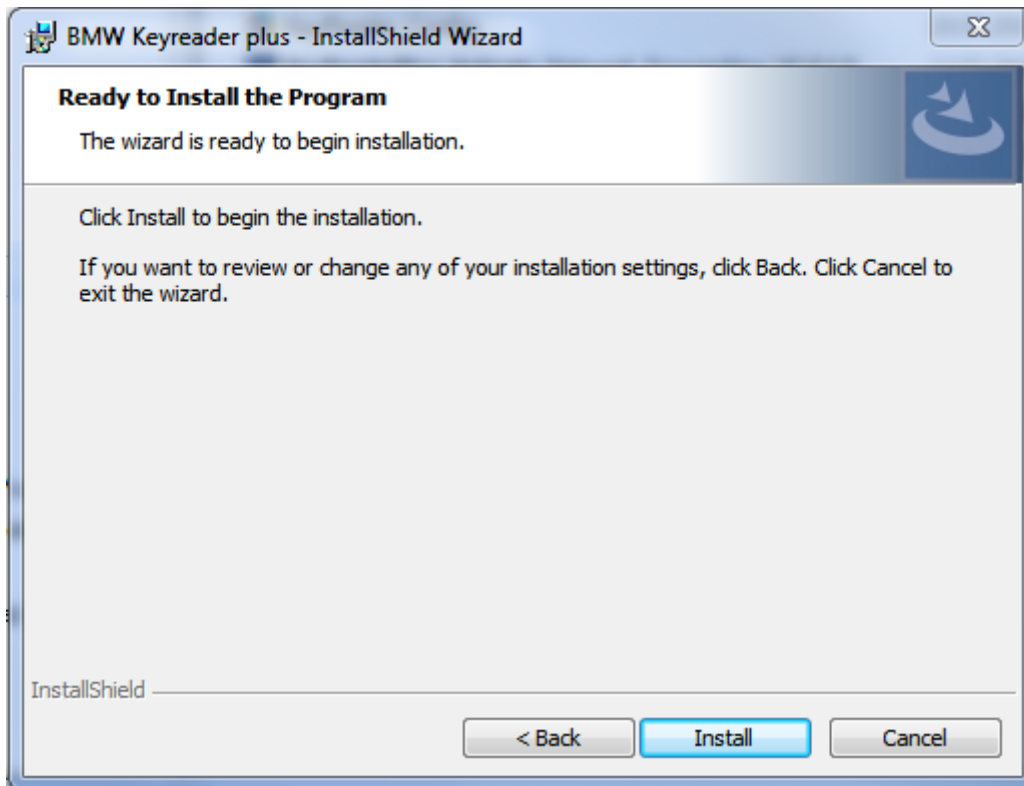 BMW Keyreader plus - InstallShield Wizard
Ready to Install the Program
The wizard is ready to begin installation.
Click Install to begin the installation.
If you want to review or change any of your installation settings, click Back. Click Cancel to
exit the wizard.
InstallShield
< Back
Install
Cancel